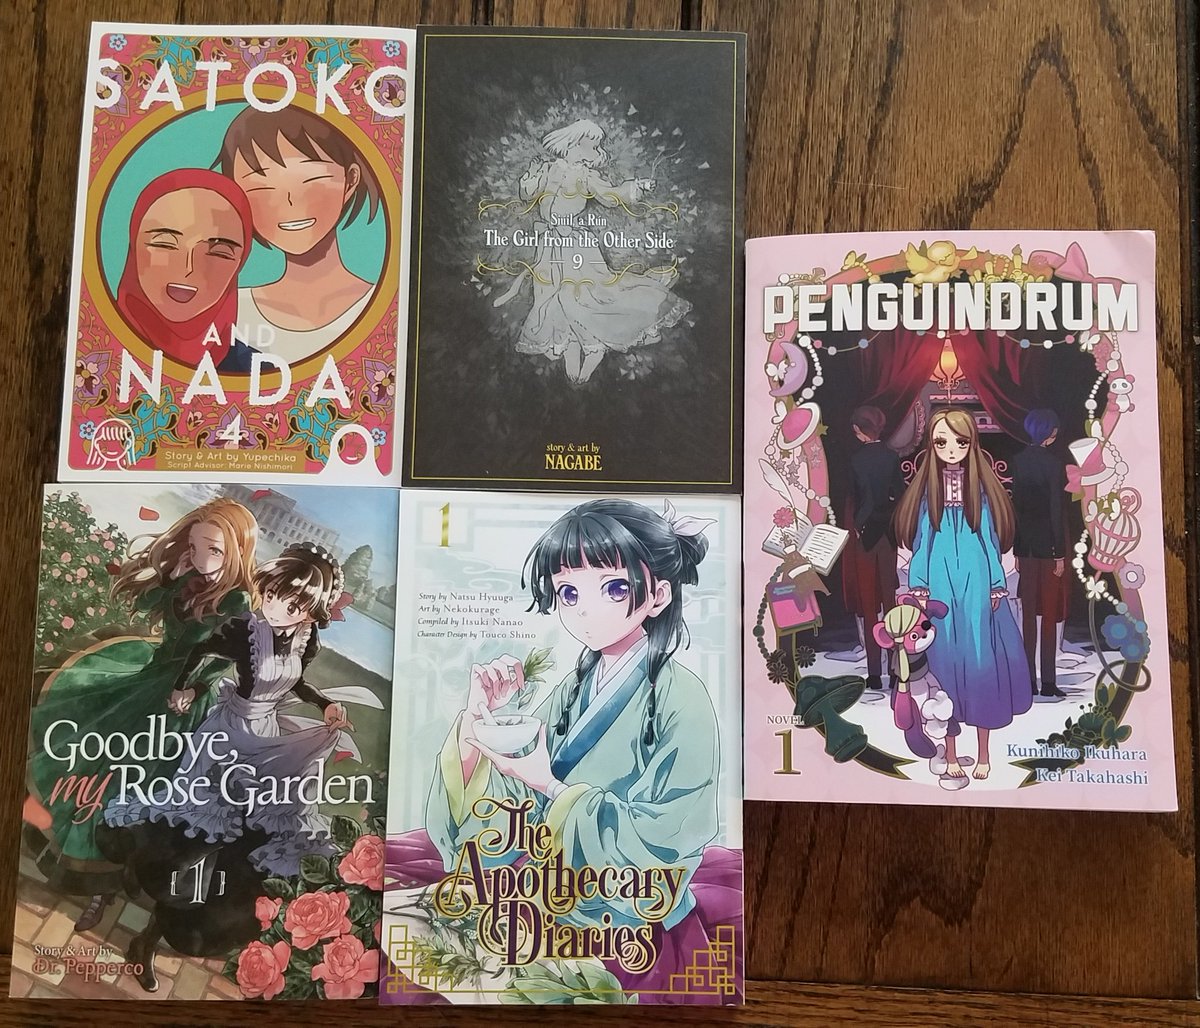 SATOKO
AND
NADA
4
Story & Art by Yupechika
Script Advisor: Marie Nishimori
Siúil, a Rún
The Girl from the Other Side
9
story & art by
NAGABE
PENGUINDRUM
NOVEL
1
Kunihiko Ikuhara
Kei Takahashi
Goodbye,
my Rose Garden
{1}
Story & Art by
Dr. Pepperco
1
Story by Natsu Hyuuga
Art by Nekokurage
Compiled by Itsuki Nanao
Character Design by Touco Shino
The
Apothecary
Diaries